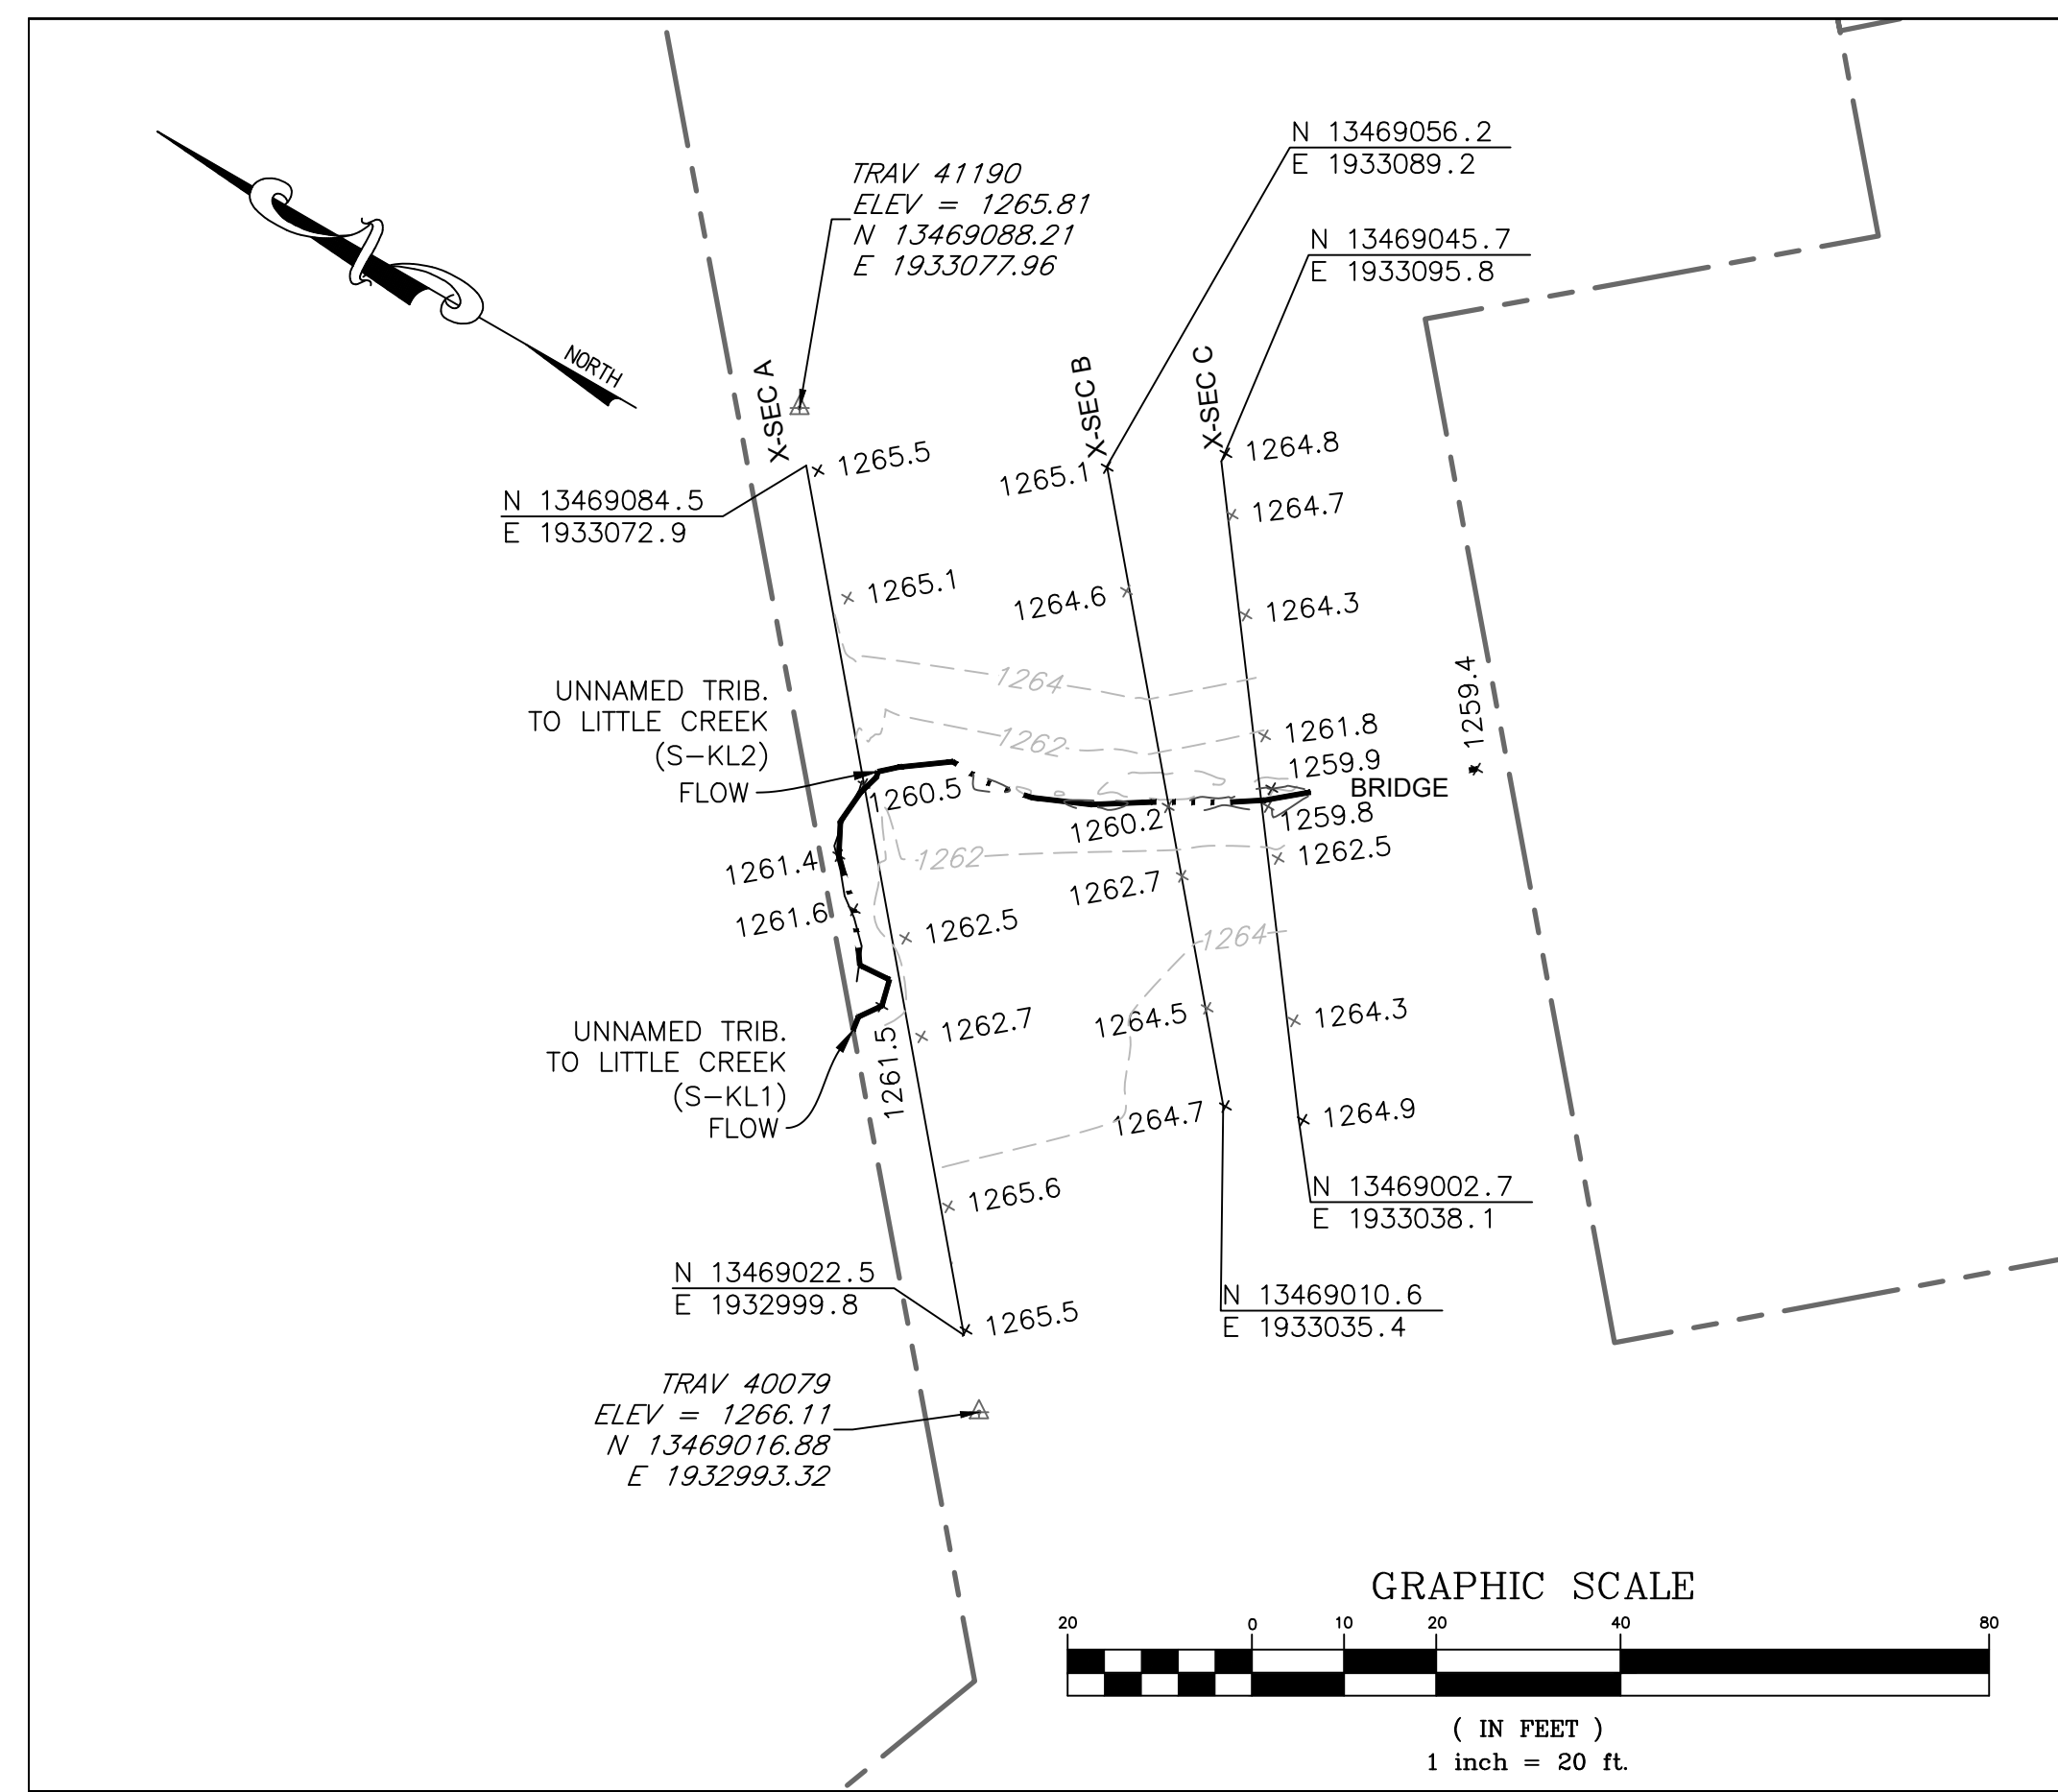 N 13469056.2
E 1933089.2
TRAV 41190
ELEV = 1265.81
N 13469088.21
E 1933077.96
N 13469045.7
E 1933095.8
NORTH
X-SEC A
X-SEC B
X-SEC C
1265.5
1265.1
1264.8
N 13469084.5
E 1933072.9
1264.7
1265.1
1264.6
1264.3
1264
1259.4
UNNAMED TRIB.
TO LITTLE CREEK
(S-KL2)
FLOW
1262
1261.8
1259.9
BRIDGE
1260.5
1260.2
1259.8
1261.4
1262
1262.5
1262.7
1261.6
1262.5
1264
UNNAMED TRIB.
TO LITTLE CREEK
(S-KL1)
FLOW
1261.5
1262.7
1264.5
1264.3
1264.7
1264.9
1265.6
N 13469002.7
E 1933038.1
N 13469022.5
E 1932999.8
1265.5
N 13469010.6
E 1933035.4
TRAV 40079
ELEV = 1266.11
N 13469016.88
E 1932993.32
GRAPHIC SCALE
20 0 10 20 40 80
( IN FEET )
1 inch = 20 ft.